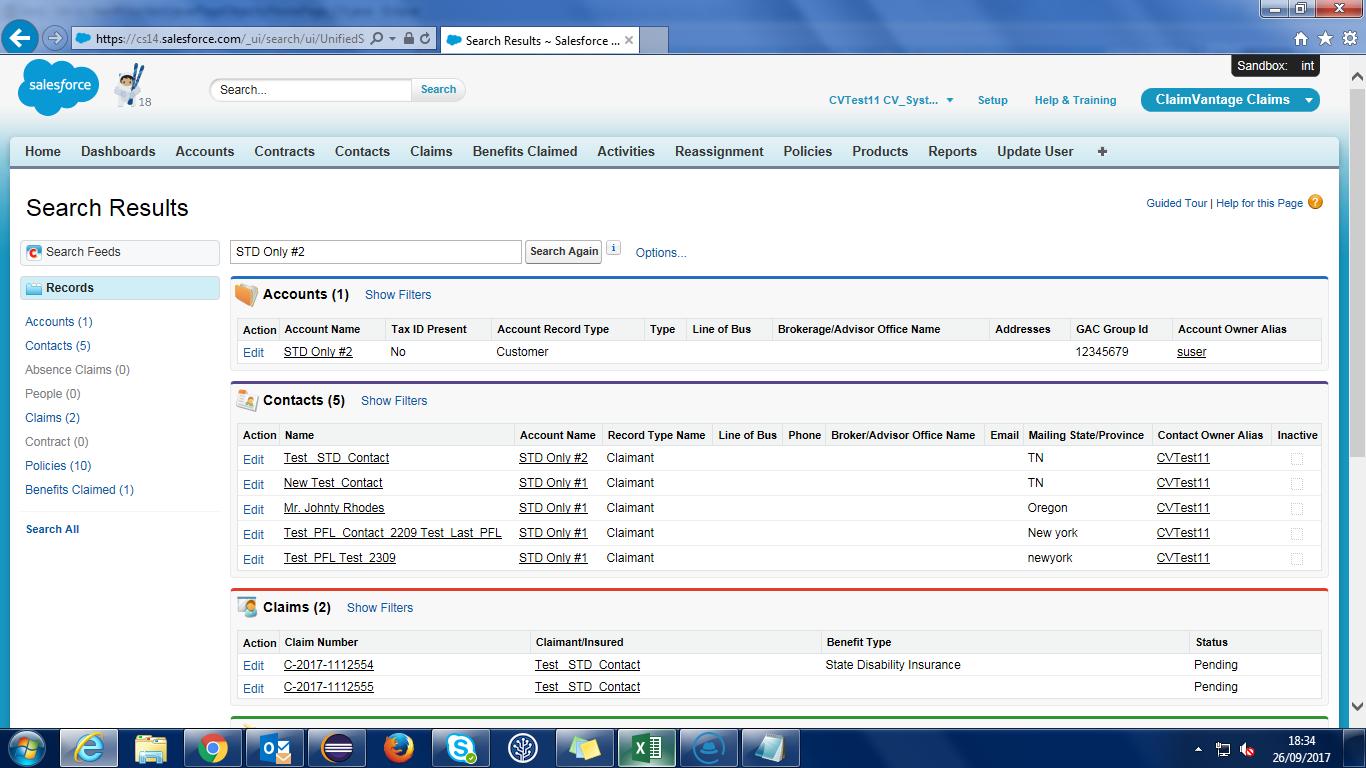 https://cs14.salesforce.com/_ui/search/ui/UnifiedS
Search Results ~ Salesforce ...
Sandbox: int
salesforce
18
Search...
Search
CVTest11 CV_Syst...
Setup
Help & Training
ClaimVantage Claims
Home Dashboards Accounts Contracts Contacts Claims Benefits Claimed Activities Reassignment Policies Products Reports Update User +
Search Results
Guided Tour | Help for this Page ?
Search Feeds
STD Only #2
Search Again
i
Options...
Records
Accounts (1)
Contacts (5)
Absence Claims (0)
People (0)
Claims (2)
Contract (0)
Policies (10)
Benefits Claimed (1)
Search All
Accounts (1) Show Filters
Action Account Name Tax ID Present Account Record Type Type Line of Bus Brokerage/Advisor Office Name Addresses GAC Group Id Account Owner Alias
Edit STD Only #2 No Customer 12345679 suser
Contacts (5) Show Filters
Action Name Account Name Record Type Name Line of Bus Phone Broker/Advisor Office Name Email Mailing State/Province Contact Owner Alias Inactive
Edit Test_ STD_Contact STD Only #2 Claimant TN CVTest11
Edit New Test_Contact STD Only #1 Claimant TN CVTest11
Edit Mr. Johnty Rhodes STD Only #1 Claimant Oregon CVTest11
Edit Test_PFL_Contact_2209 Test_Last_PFL STD Only #1 Claimant New york CVTest11
Edit Test_PFL Test_2309 STD Only #1 Claimant newyork CVTest11
Claims (2) Show Filters
Action Claim Number Claimant/Insured Benefit Type Status
Edit C-2017-1112554 Test_ STD_Contact State Disability Insurance Pending
Edit C-2017-1112555 Test_ STD_Contact Pending
18:34
26/09/2017